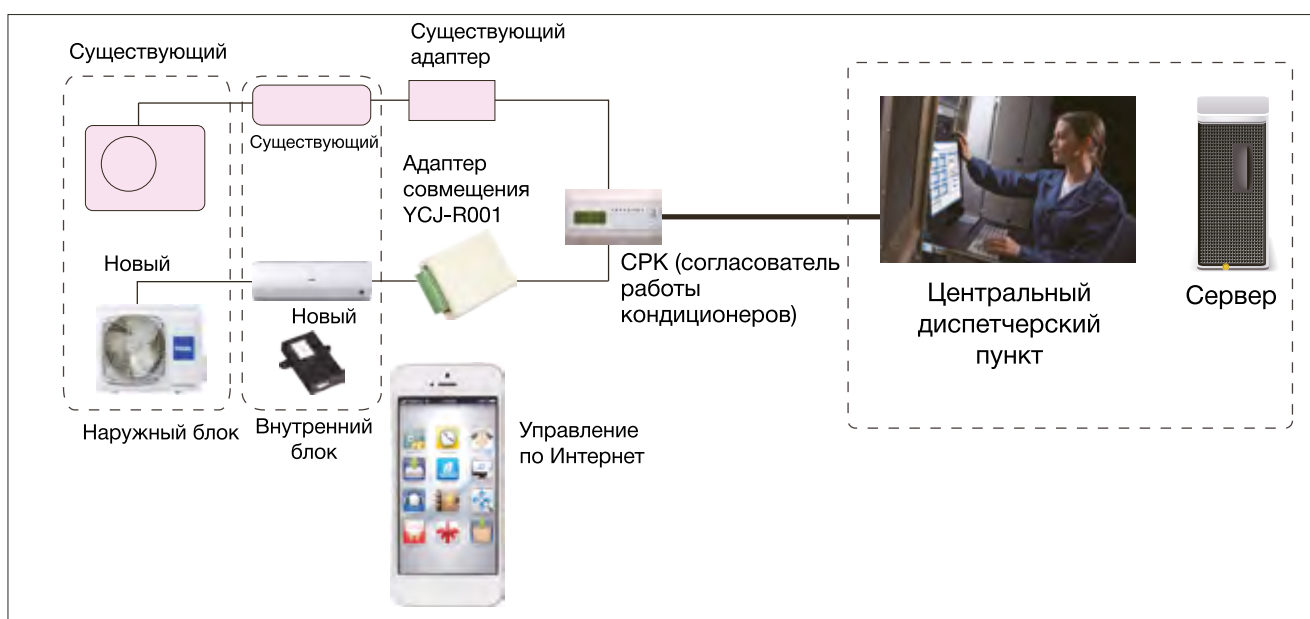 Существующий
Существующий
адаптер
Существующий
Адаптер
совмещения
YCJ-R001
Новый
Новый
СРК (согласователь
работы
кондиционеров)
Центральный
диспетчерский
пункт
Сервер
Наружный блок
Внутренний
блок
Управление
по Интернет